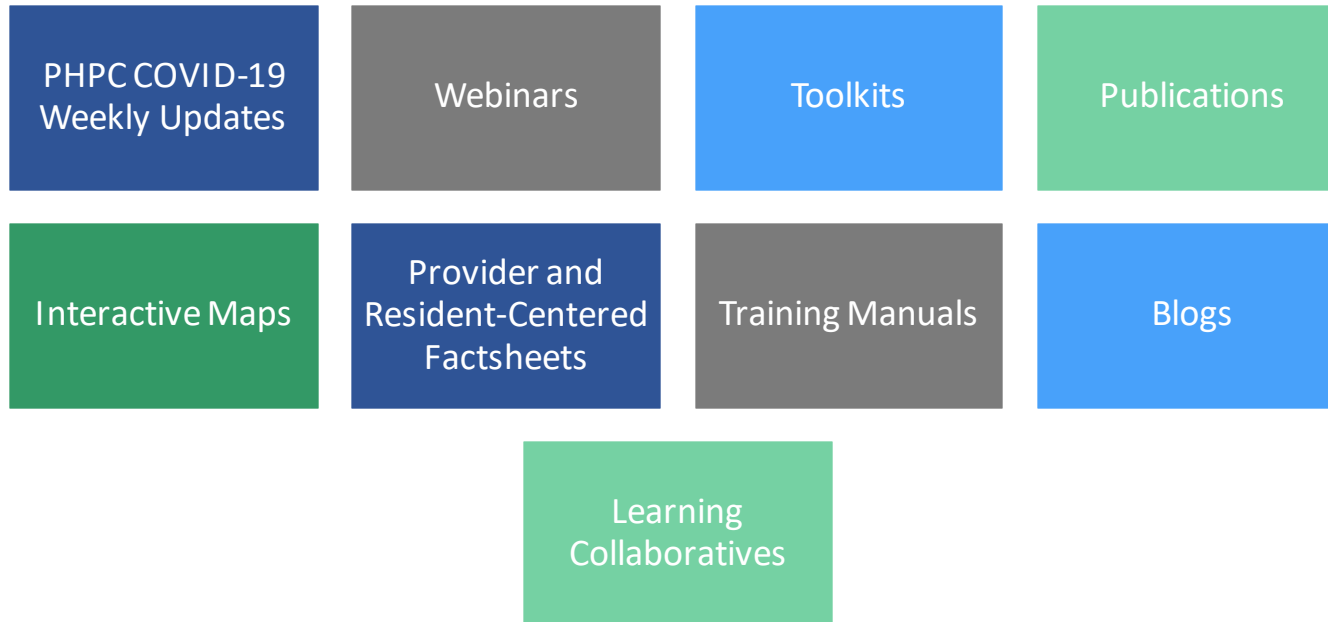 PHPC COVID-19
Weekly Updates
Webinars
Toolkits
Publications
Interactive Maps
Provider and
Resident-Centered
Factsheets
Training Manuals
Blogs
Learning
Collaboratives